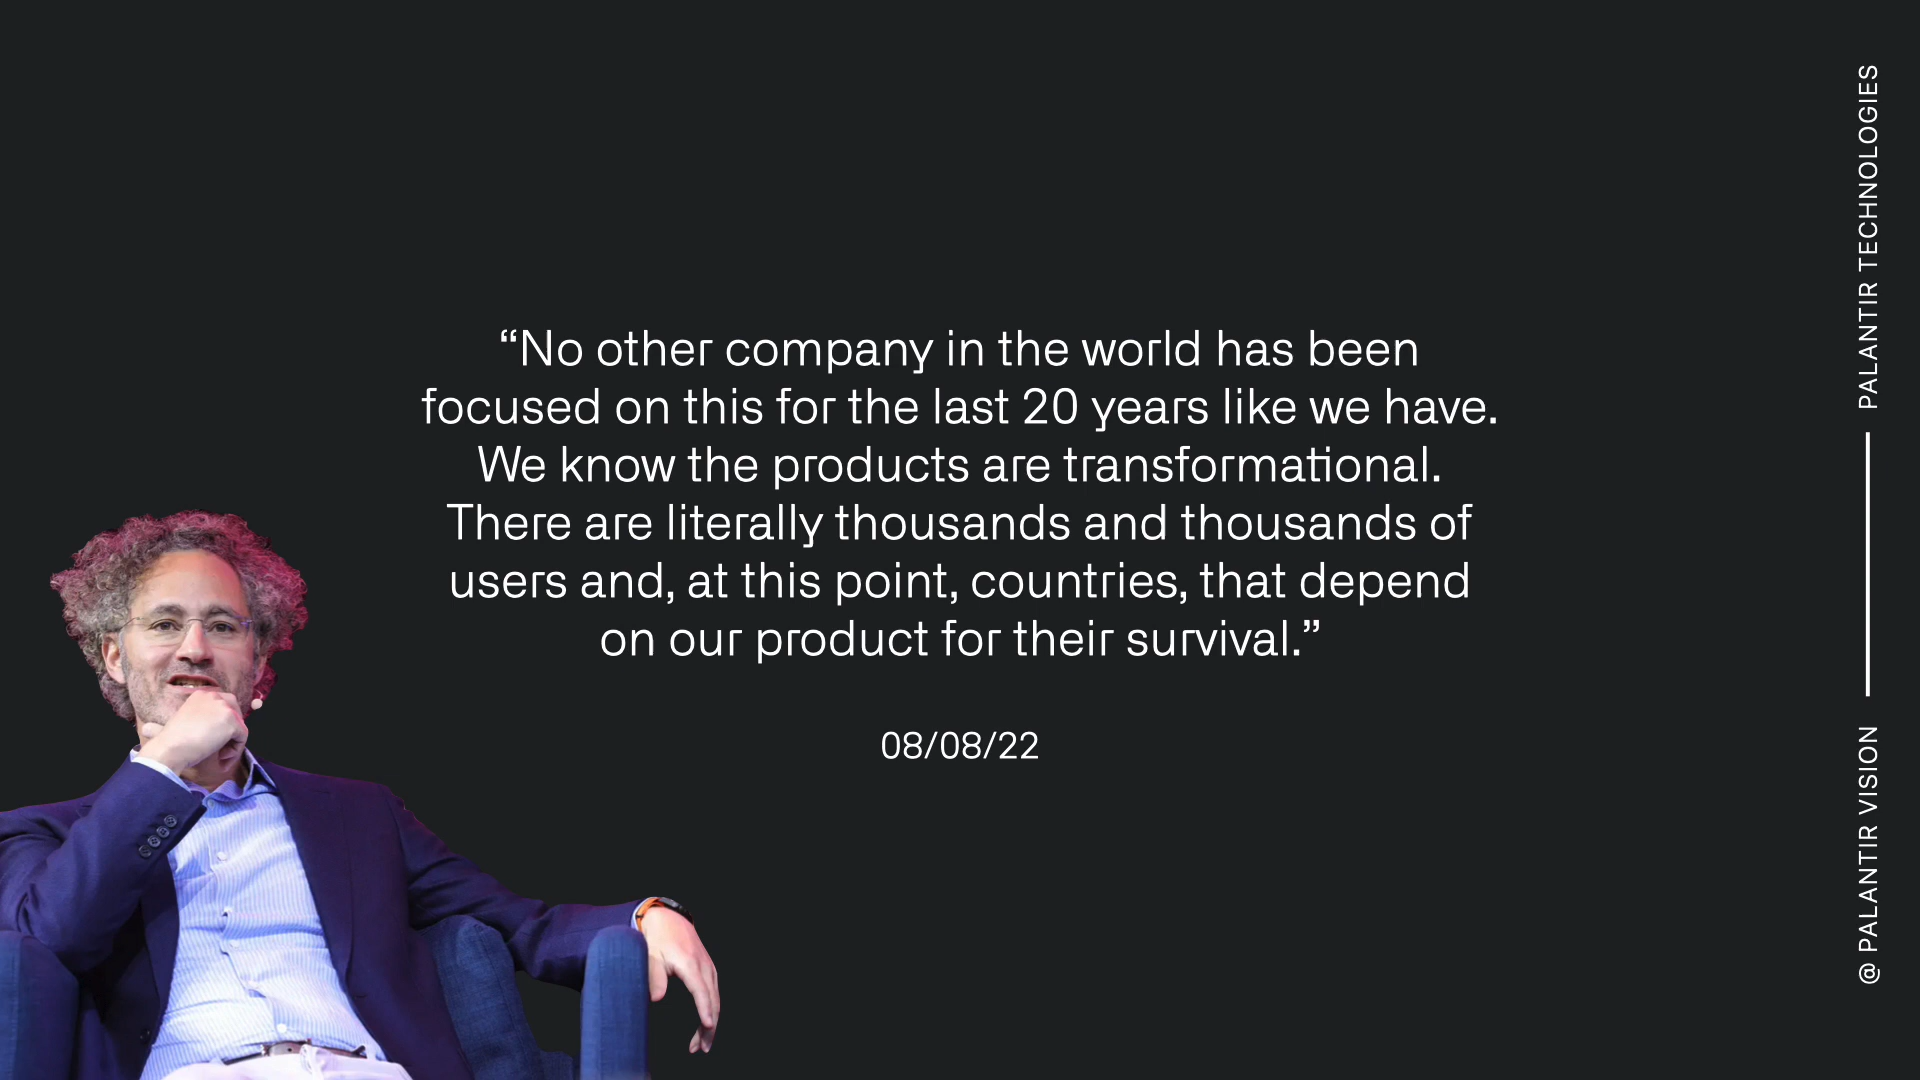 “No other company in the world has been
focused on this for the last 20 years like we have.
We know the products are transformational.
There are literally thousands and thousands of
users and, at this point, countries, that depend
on our product for their survival.”
08/08/22
PALANTIR TECHNOLOGIES
@ PALANTIR VISION